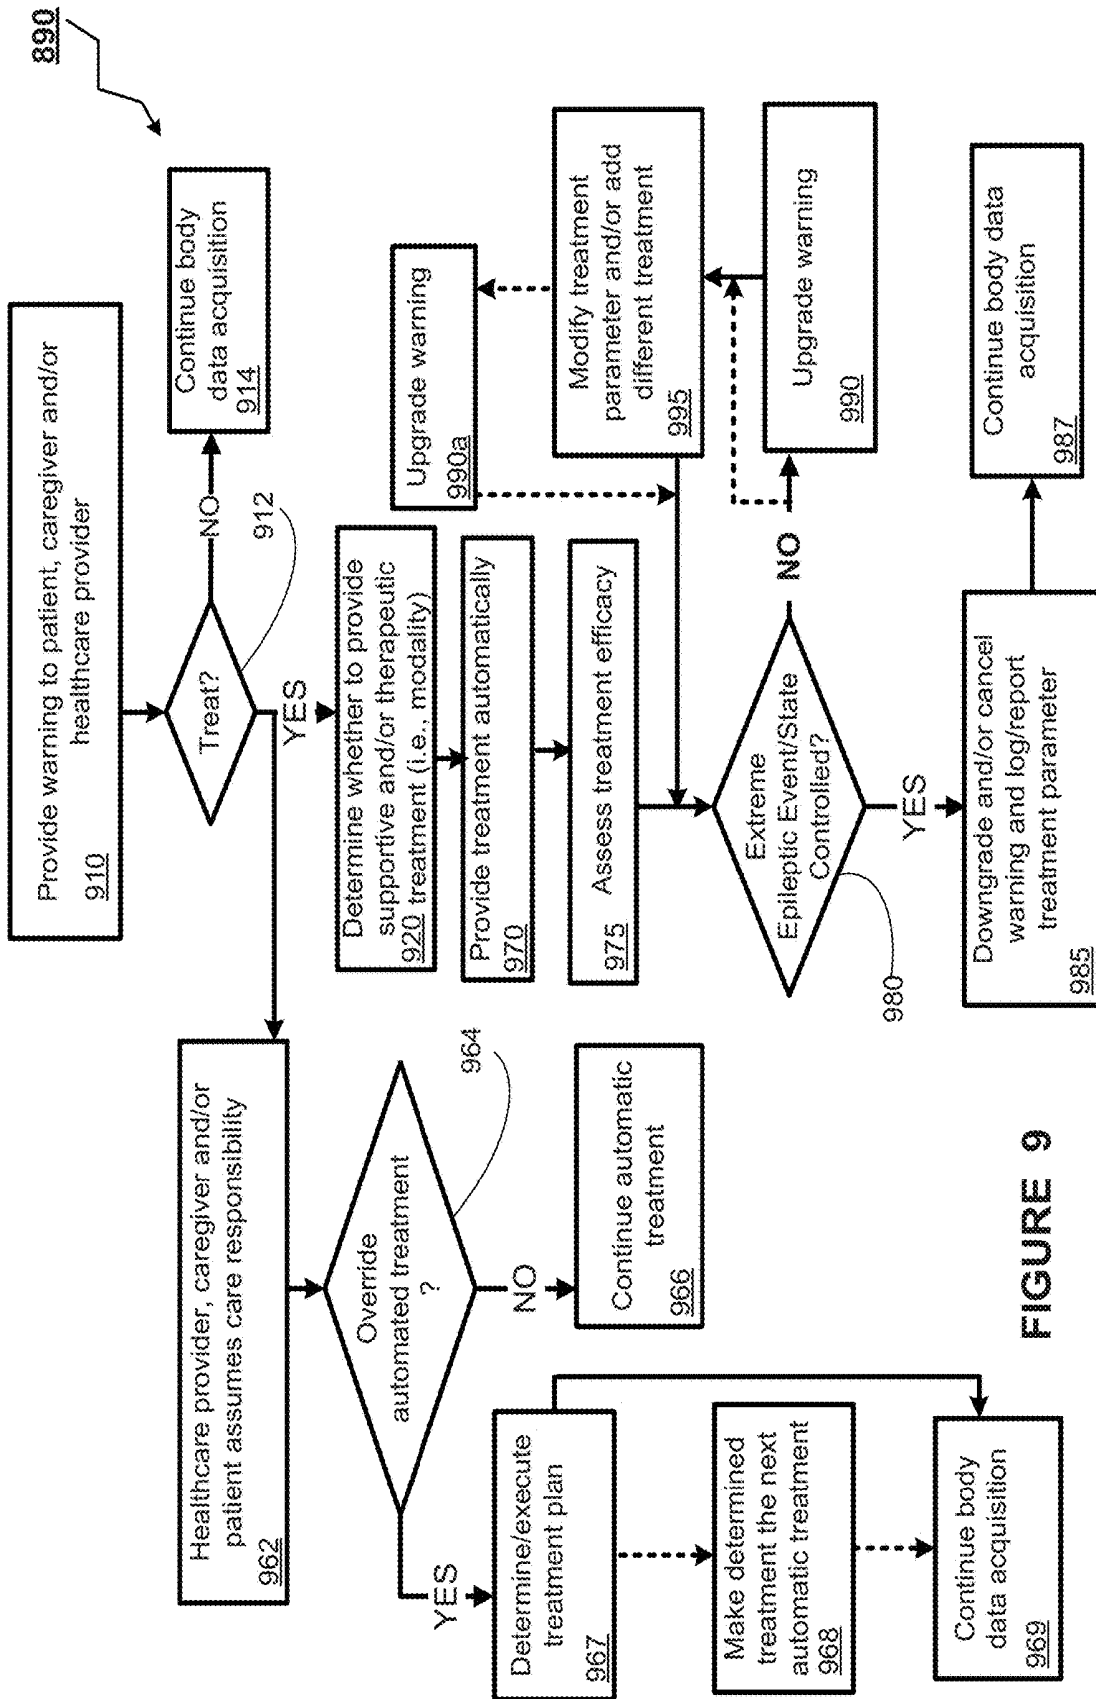 890
Provide warning to patient, caregiver and/or
healthcare provider
910
Treat?
912
NO
Continue body
data acquisition
914
YES
Healthcare provider, caregiver and/or
patient assumes care responsibility
962
Override
automated treatment
?
964
YES
NO
Determine/execute
treatment plan
967
Continue automatic
treatment
966
Make determined
treatment the next
automatic treatment
968
Continue body
data acquisition
969
Determine whether to provide
supportive and/or therapeutic
920 treatment (i.e., modality)
Provide treatment automatically
970
Assess treatment efficacy
975
Extreme
Epileptic Event/State
Controlled?
980
NO
Upgrade warning
990
Modify treatment
parameter and/or add
different treatment
995
Upgrade warning
990a
YES
Downgrade and/or cancel
warning and log/report
treatment parameter
985
Continue body data
acquisition
987
FIGURE 9